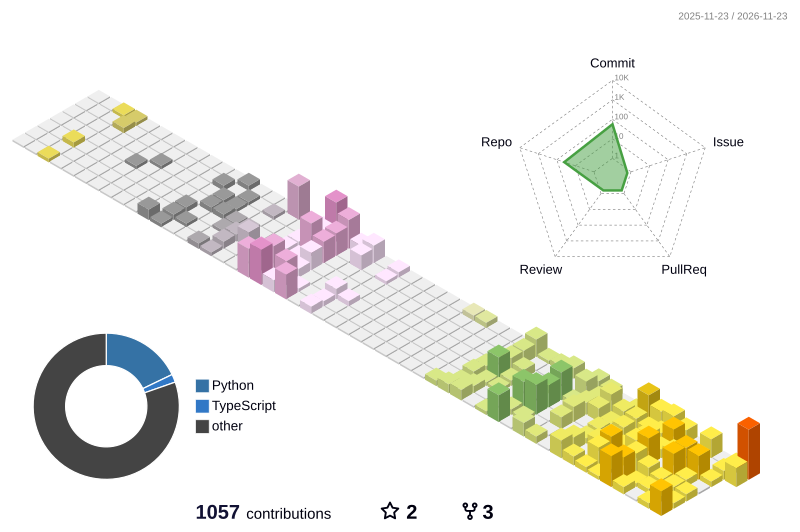 2025-11-23 / 2026-11-23
Commit
10K
1K
100
Repo
Issue
Review
PullReq
Python
TypeScript
other
1057 contributions
2
3